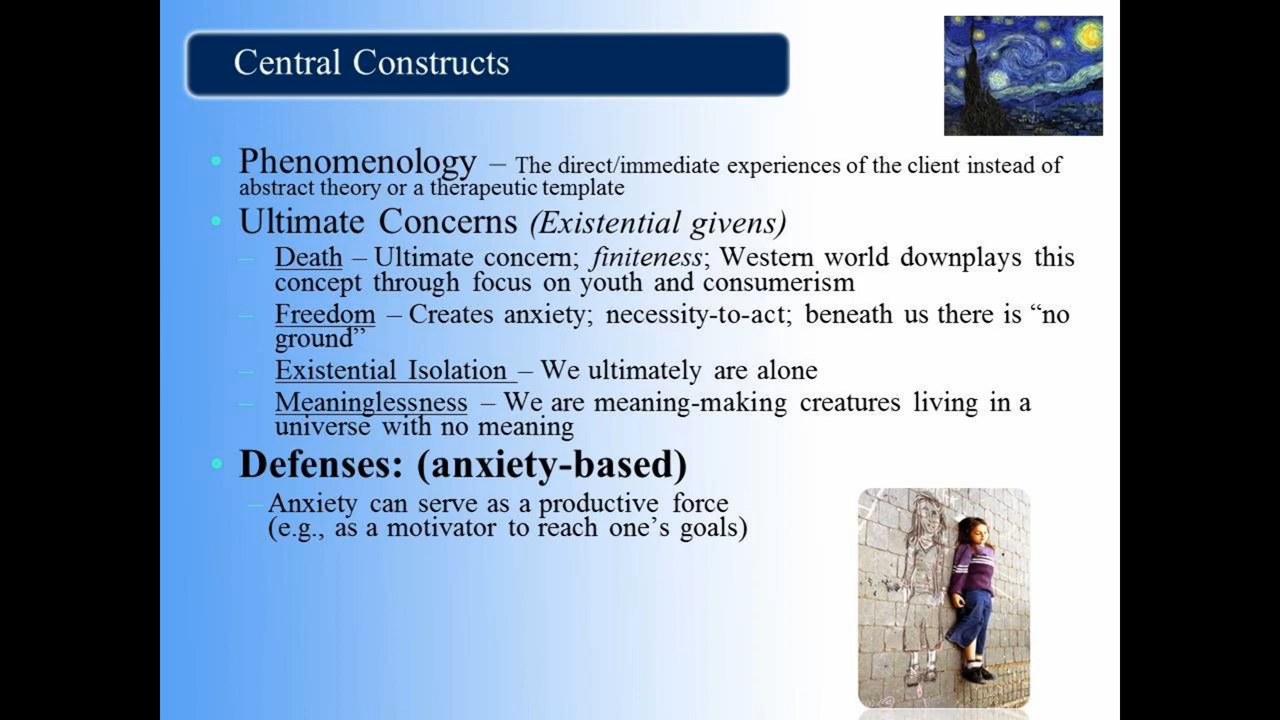 Central Constructs
• Phenomenology – The direct/immediate experiences of the client instead of
abstract theory or a therapeutic template
• Ultimate Concerns (Existential givens)
– Death – Ultimate concern; finiteness; Western world downplays this
concept through focus on youth and consumerism
– Freedom – Creates anxiety; necessity-to-act; beneath us there is “no
ground”
– Existential Isolation – We ultimately are alone
– Meaninglessness – We are meaning-making creatures living in a
universe with no meaning
• Defenses: (anxiety-based)
– Anxiety can serve as a productive force
(e.g., as a motivator to reach one’s goals)